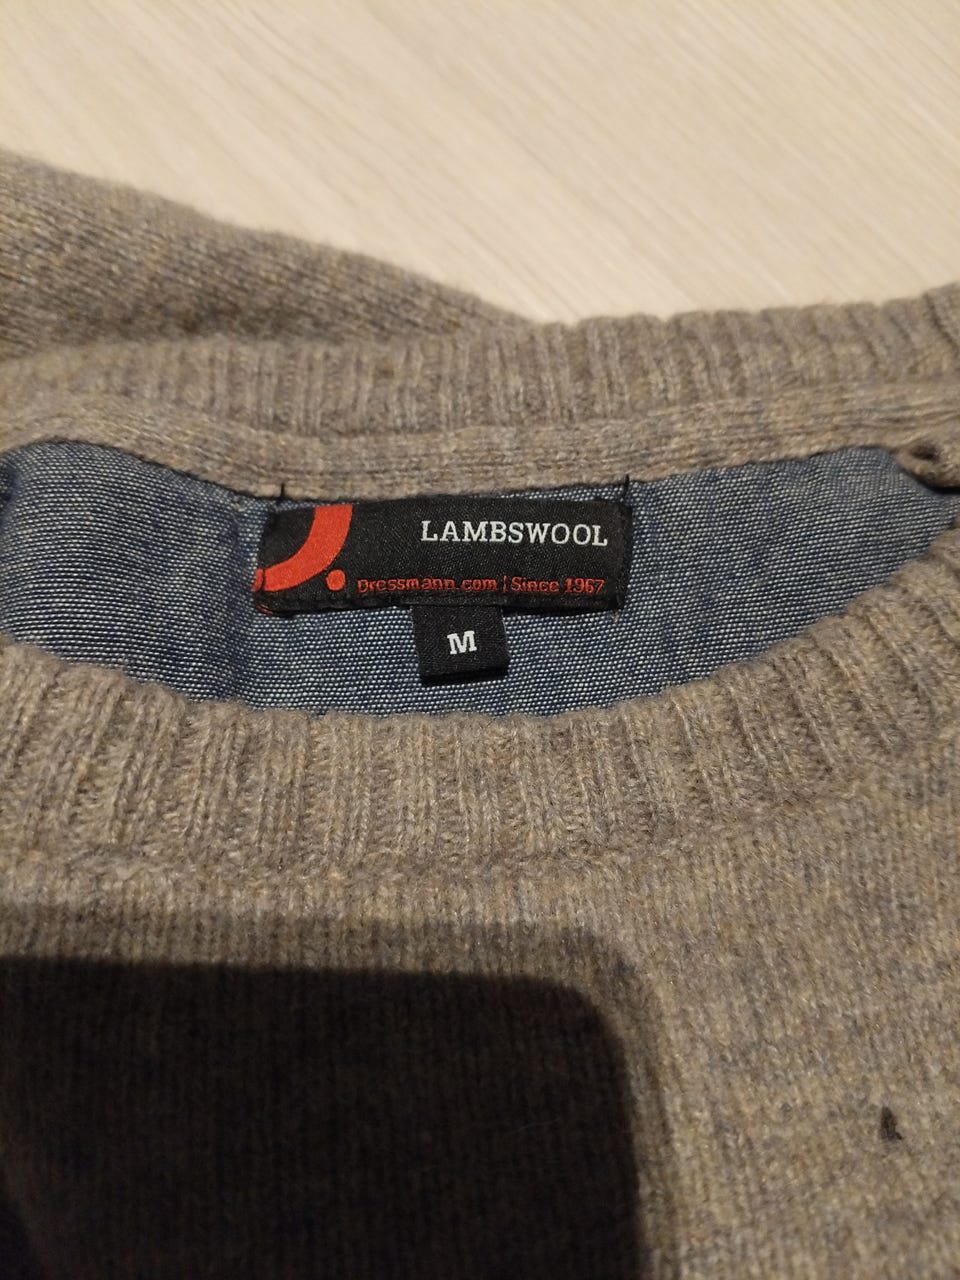 LAMBSWOOL
Dressmann.com | Since 1967
M